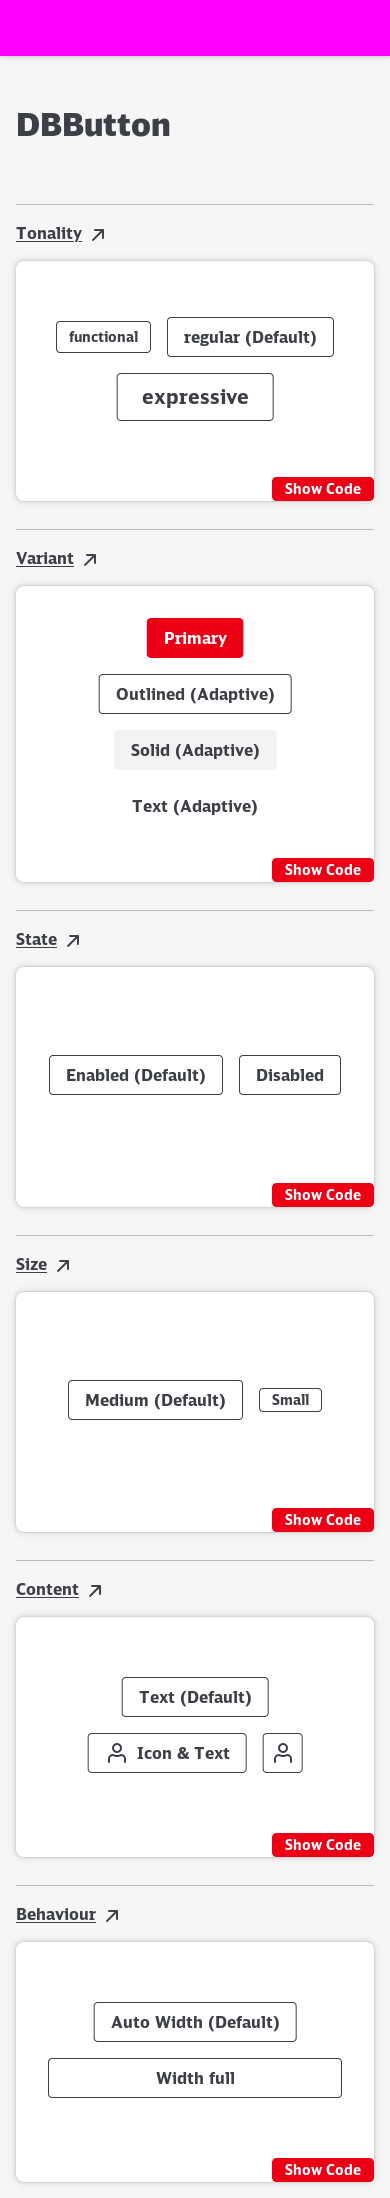 DBButton
Tonality
functional
regular (Default)
expressive
Show Code
Variant
Primary
Outlined (Adaptive)
Solid (Adaptive)
Text (Adaptive)
Show Code
State
Enabled (Default)
Disabled
Show Code
Size
Medium (Default)
Small
Show Code
Content
Text (Default)
Icon & Text
Show Code
Behaviour
Auto Width (Default)
Width full
Show Code